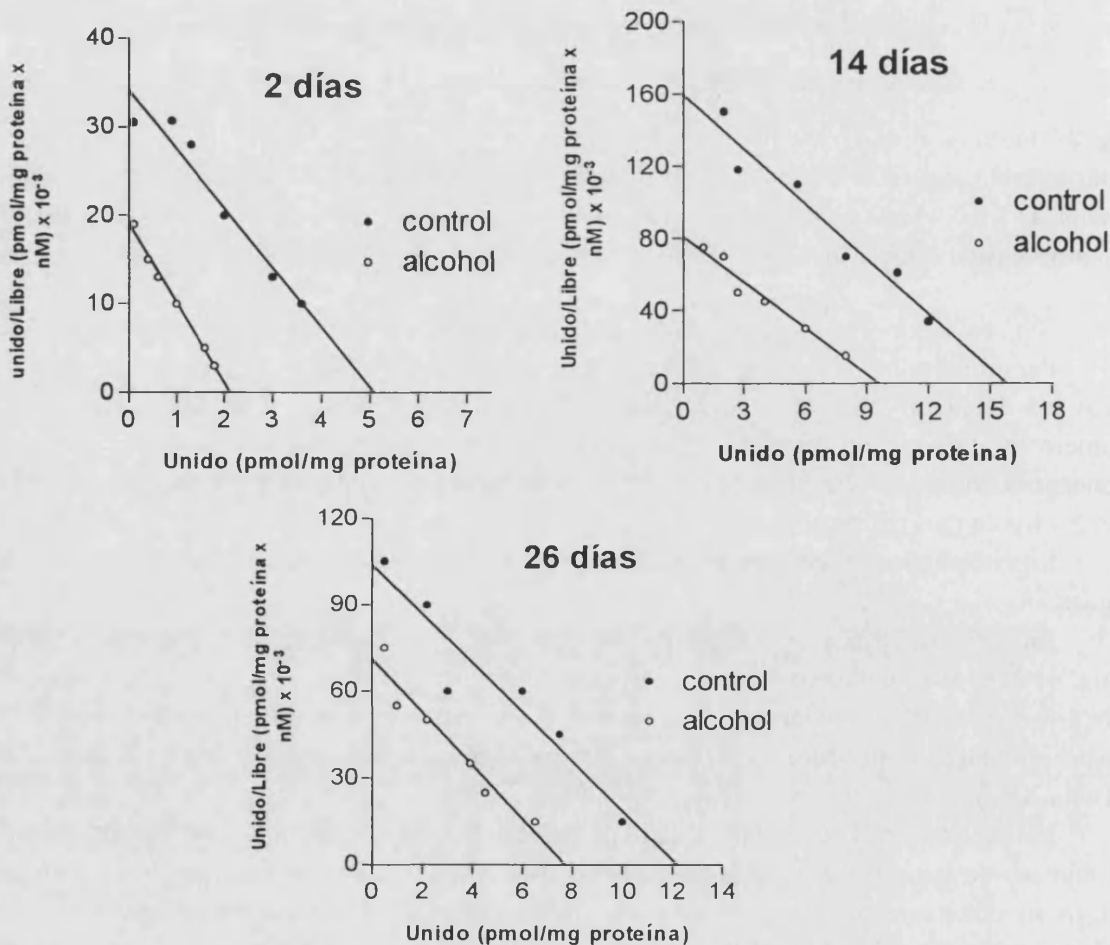 2 días
unido/Libre (pmol/mg proteína x
nM) x 10⁻³
40
30
20
10
0
0 1 2 3 4 5 6 7
Unido (pmol/mg proteína)
control
alcohol
14 días
Unido/Libre (pmol/mg proteína x
nM) x 10⁻³
200
160
120
80
40
0
0 3 6 9 12 15 18
Unido (pmol/mg proteína)
control
alcohol
26 días
Unido/Libre (pmol/mg proteína x
nM) x 10⁻³
120
90
60
30
0
0 2 4 6 8 10 12 14
Unido (pmol/mg proteína)
control
alcohol